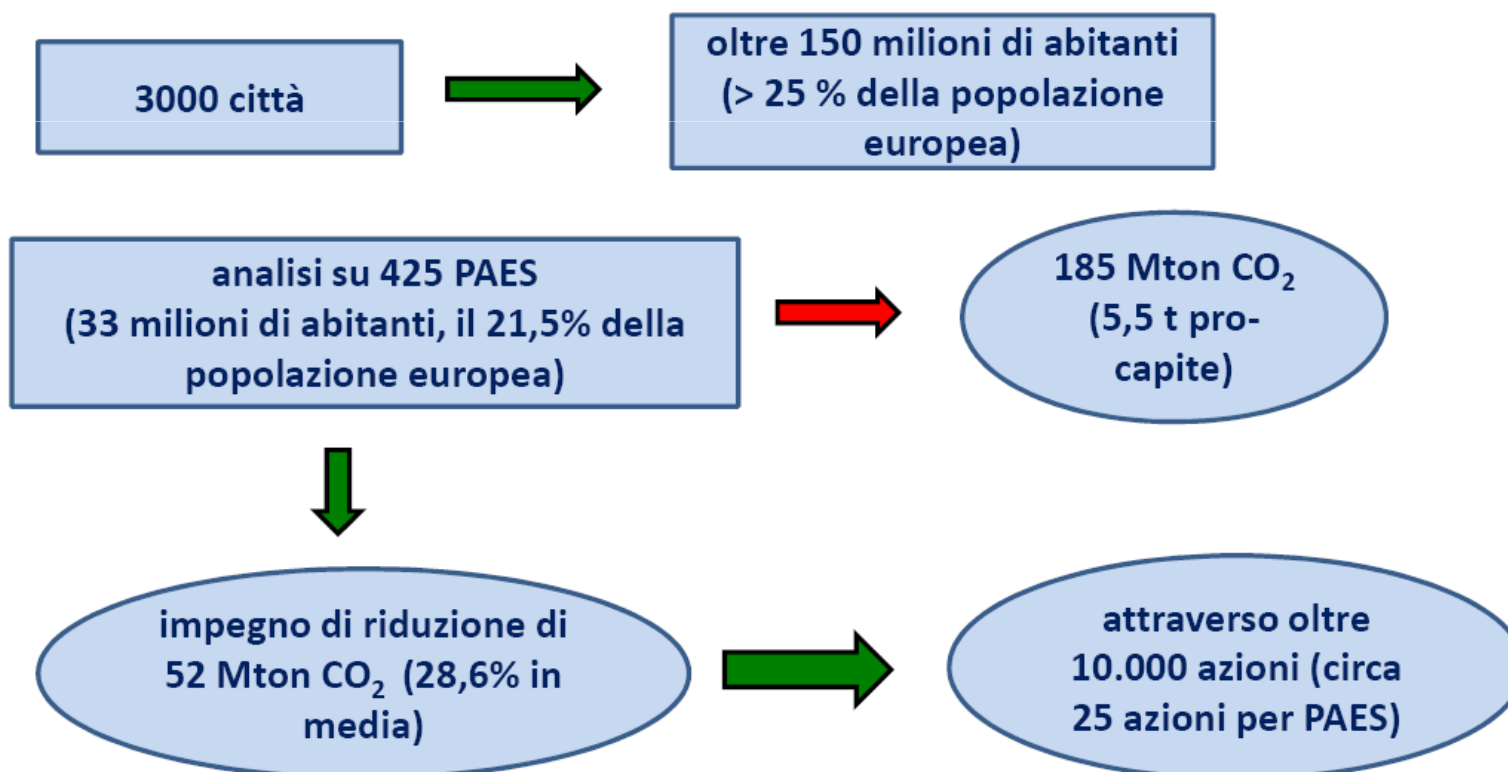 3000 città
oltre 150 milioni di abitanti
(> 25 % della popolazione
europea)
analisi su 425 PAES
(33 milioni di abitanti, il 21,5% della
popolazione europea)
185 Mton CO₂
(5,5 t pro-
capite)
impegno di riduzione di
52 Mton CO₂ (28,6% in
media)
attraverso oltre
10.000 azioni (circa
25 azioni per PAES)